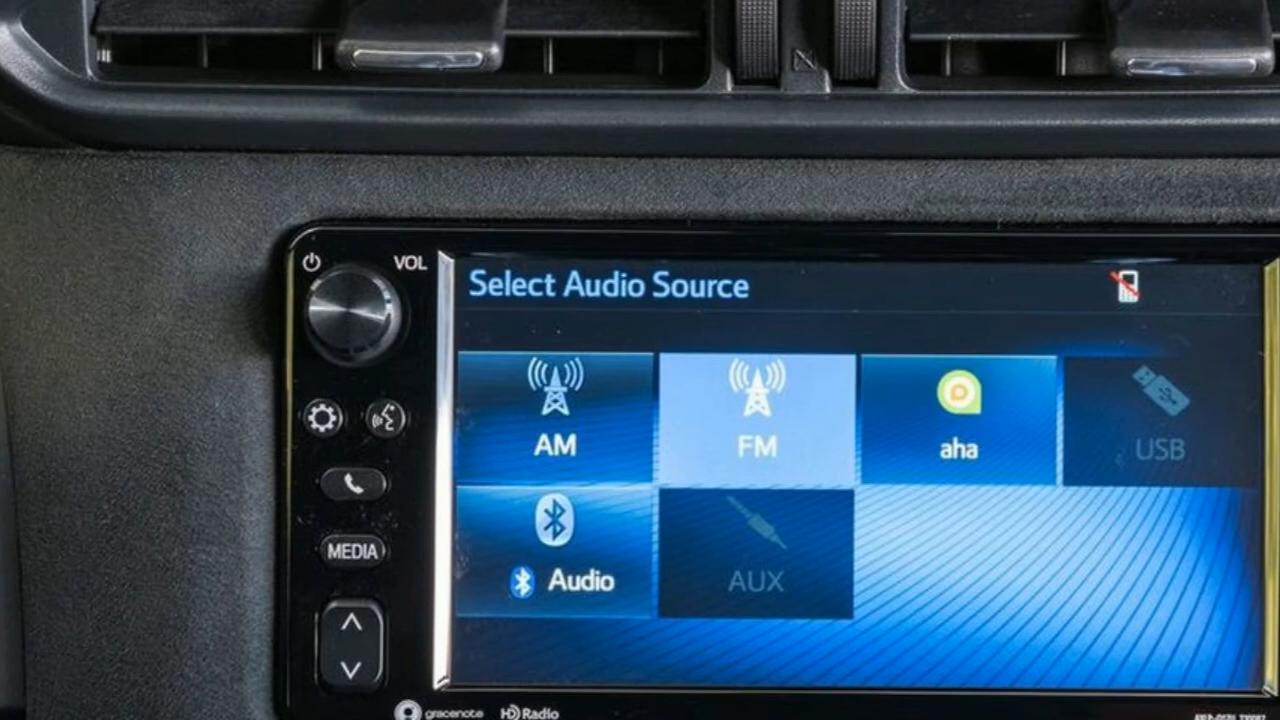 VOL
Select Audio Source
AM
FM
aha
USB
Audio
AUX
MEDIA
gracenote
HD Radio